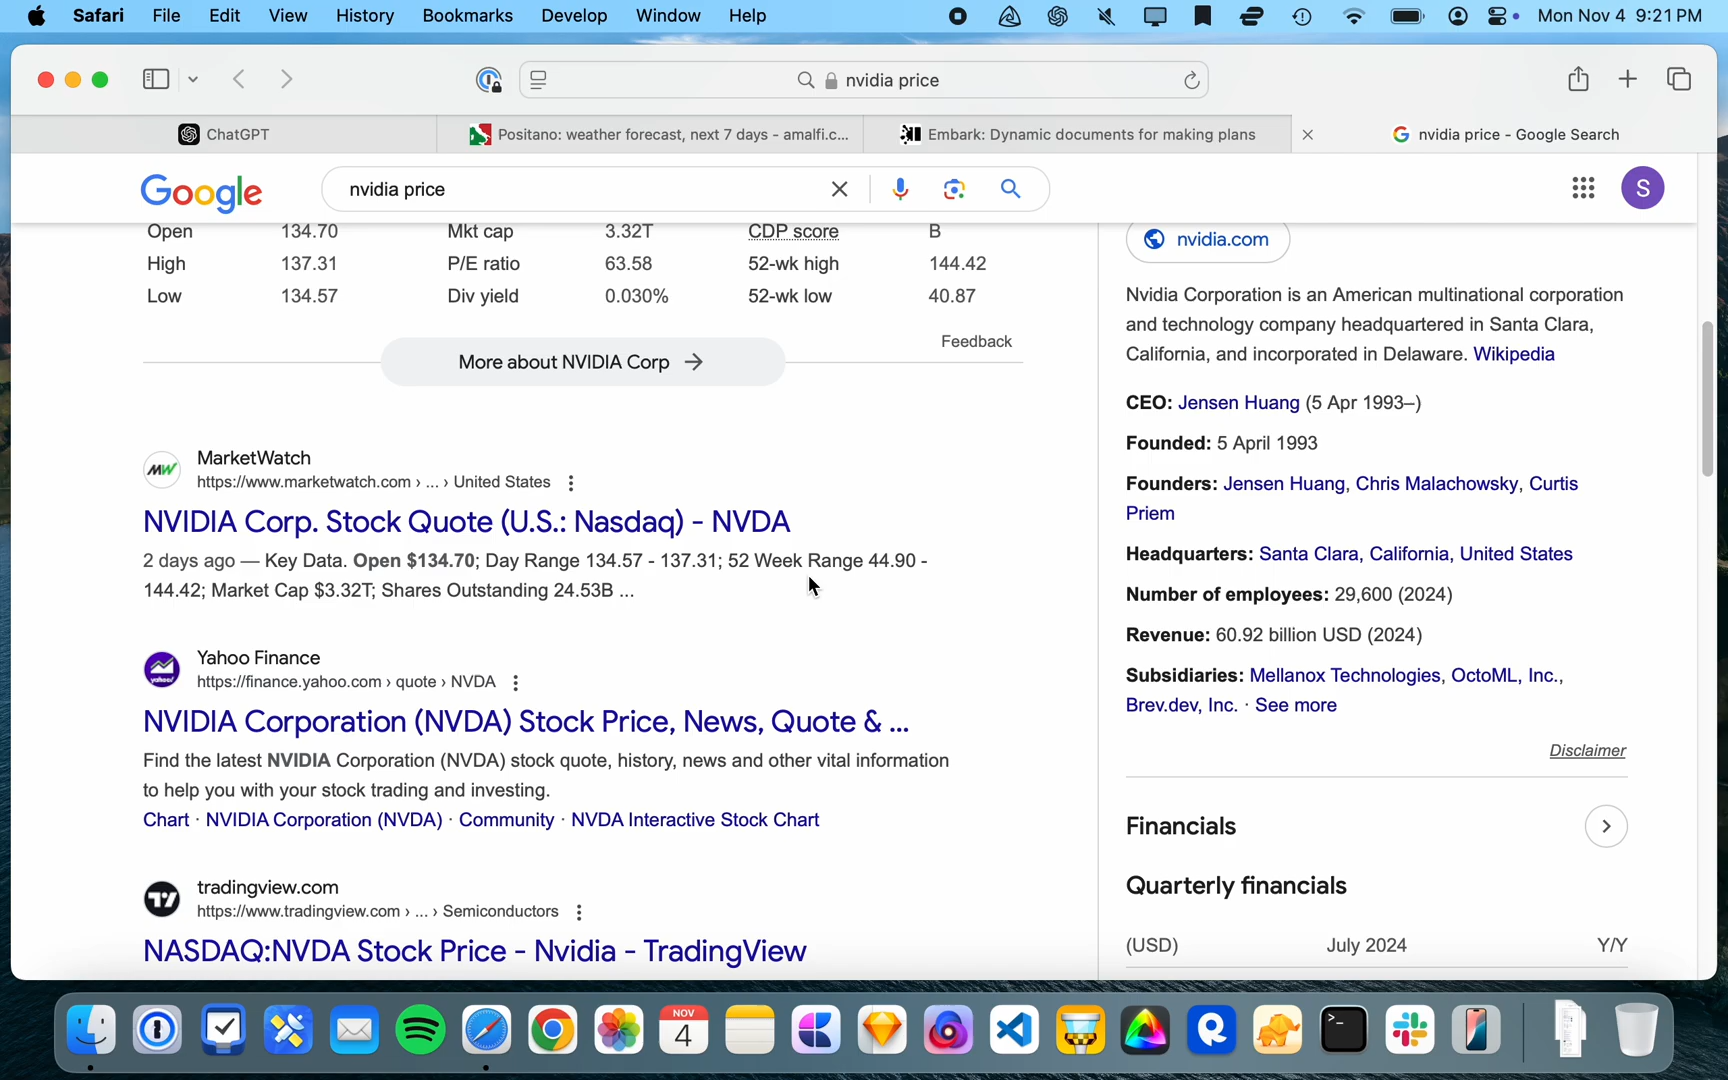 Safari File Edit View History Bookmarks Develop Window Help Mon Nov 4 9:21 PM
nvidia price
ChatGPT Positano: weather forecast, next 7 days - amalfi.c... Embark: Dynamic documents for making plans nvidia price - Google Search
Google nvidia price S
Open 134.70 Mkt cap 3.32T CDP score B
High 137.31 P/E ratio 63.58 52-wk high 144.42
Low 134.57 Div yield 0.030% 52-wk low 40.87
Feedback
More about NVIDIA Corp
MarketWatch
https://www.marketwatch.com › ... › United States
NVIDIA Corp. Stock Quote (U.S.: Nasdaq) - NVDA
2 days ago — Key Data. Open $134.70; Day Range 134.57 - 137.31; 52 Week Range 44.90 -
144.42; Market Cap $3.32T; Shares Outstanding 24.53B ...
Yahoo Finance
https://finance.yahoo.com › quote › NVDA
NVIDIA Corporation (NVDA) Stock Price, News, Quote & ...
Find the latest NVIDIA Corporation (NVDA) stock quote, history, news and other vital information
to help you with your stock trading and investing.
Chart · NVIDIA Corporation (NVDA) · Community · NVDA Interactive Stock Chart
tradingview.com
https://www.tradingview.com › ... › Semiconductors
NASDAQ:NVDA Stock Price - Nvidia - TradingView
nvidia.com
Nvidia Corporation is an American multinational corporation
and technology company headquartered in Santa Clara,
California, and incorporated in Delaware. Wikipedia
CEO: Jensen Huang (5 Apr 1993–)
Founded: 5 April 1993
Founders: Jensen Huang, Chris Malachowsky, Curtis
Priem
Headquarters: Santa Clara, California, United States
Number of employees: 29,600 (2024)
Revenue: 60.92 billion USD (2024)
Subsidiaries: Mellanox Technologies, OctoML, Inc.,
Brev.dev, Inc. · See more
Disclaimer
Financials
Quarterly financials
(USD) July 2024 Y/Y
NOV
4